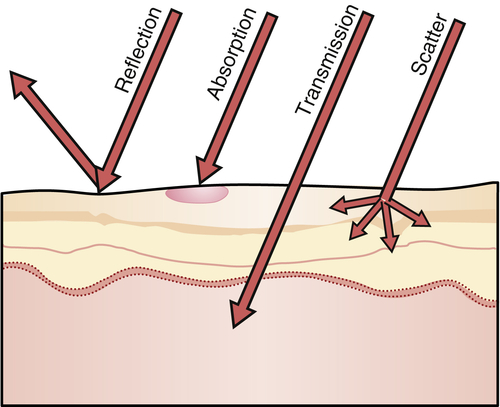 Reflection
Absorption
Transmission
Scatter